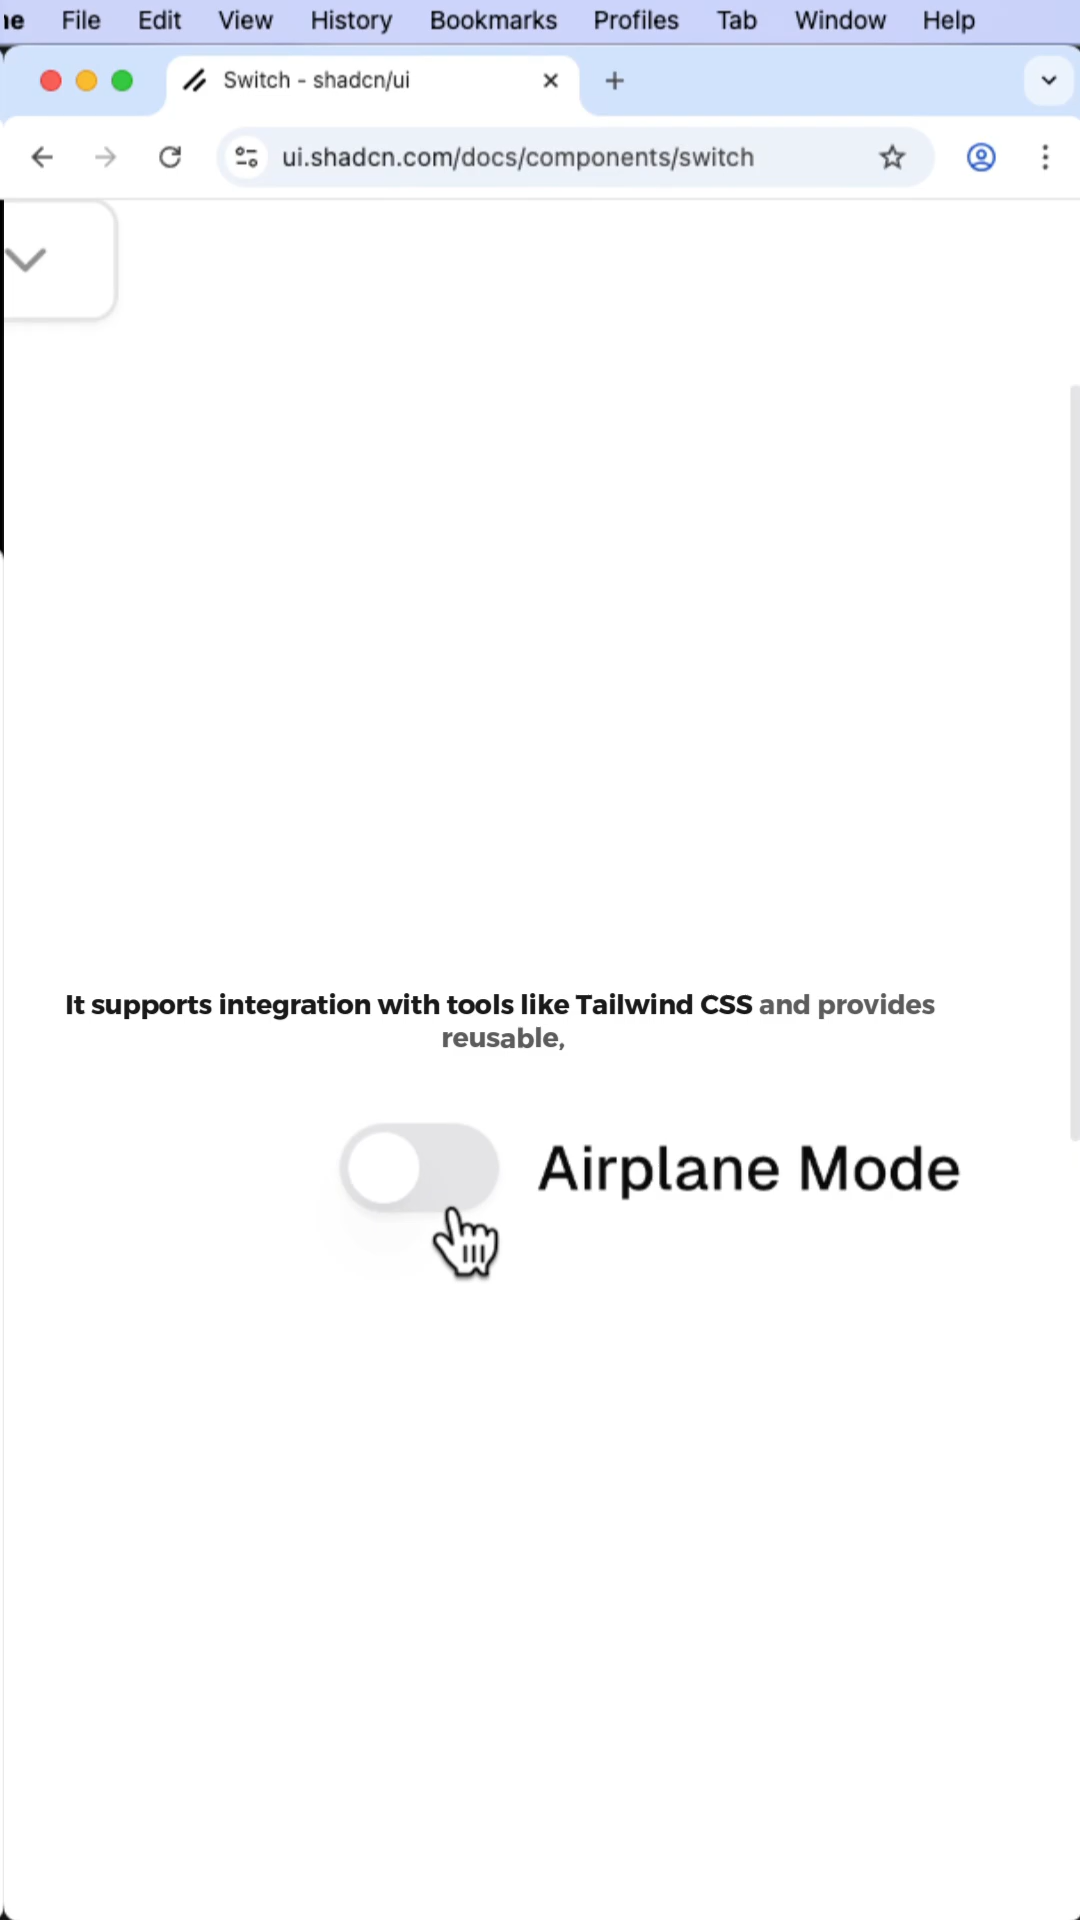 ne File Edit View History Bookmarks Profiles Tab Window Help
Switch - shadcn/ui
ui.shadcn.com/docs/components/switch
It supports integration with tools like Tailwind CSS and provides
reusable,
Airplane Mode